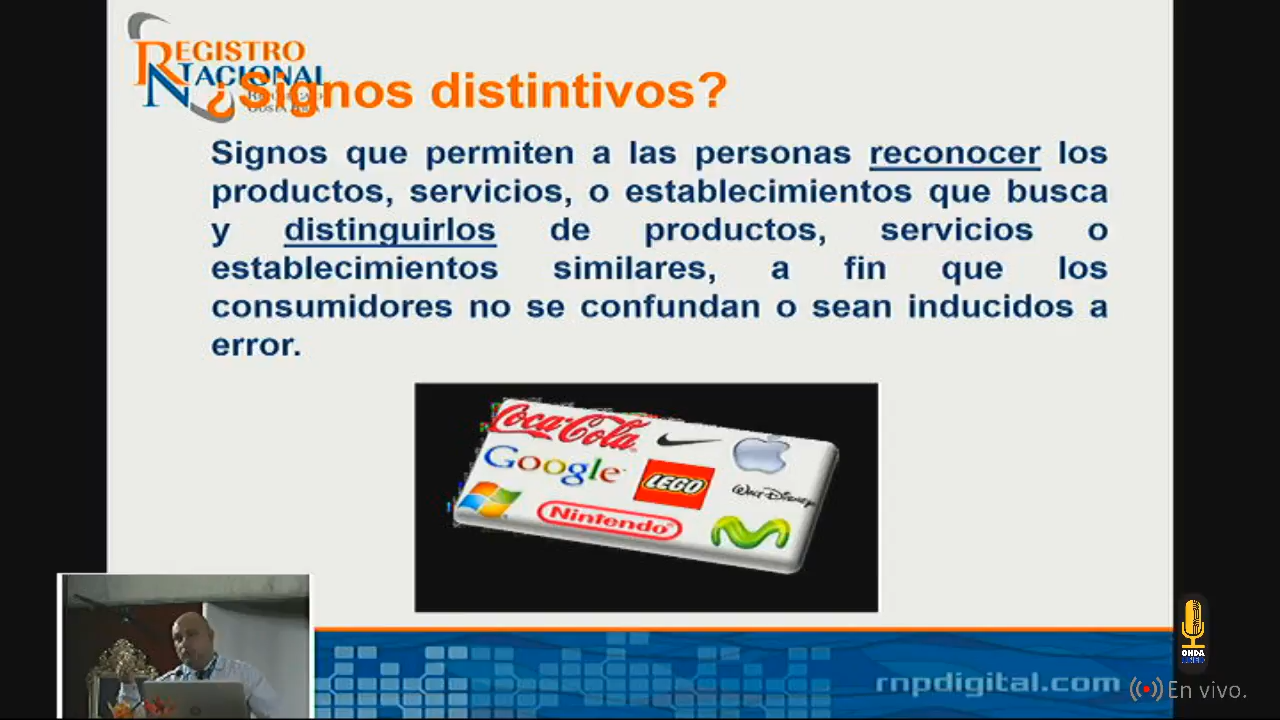 REGISTRO
NACIONAL
¿Signos distintivos?
Signos que permiten a las personas reconocer los
productos, servicios, o establecimientos que busca
y distinguirlos de productos, servicios o
establecimientos similares, a fin que los
consumidores no se confundan o sean inducidos a
error.
Coca-Cola
Google
LEGO
Walt Disney
Nintendo
rnpdigital.com
ONDA
En vivo.